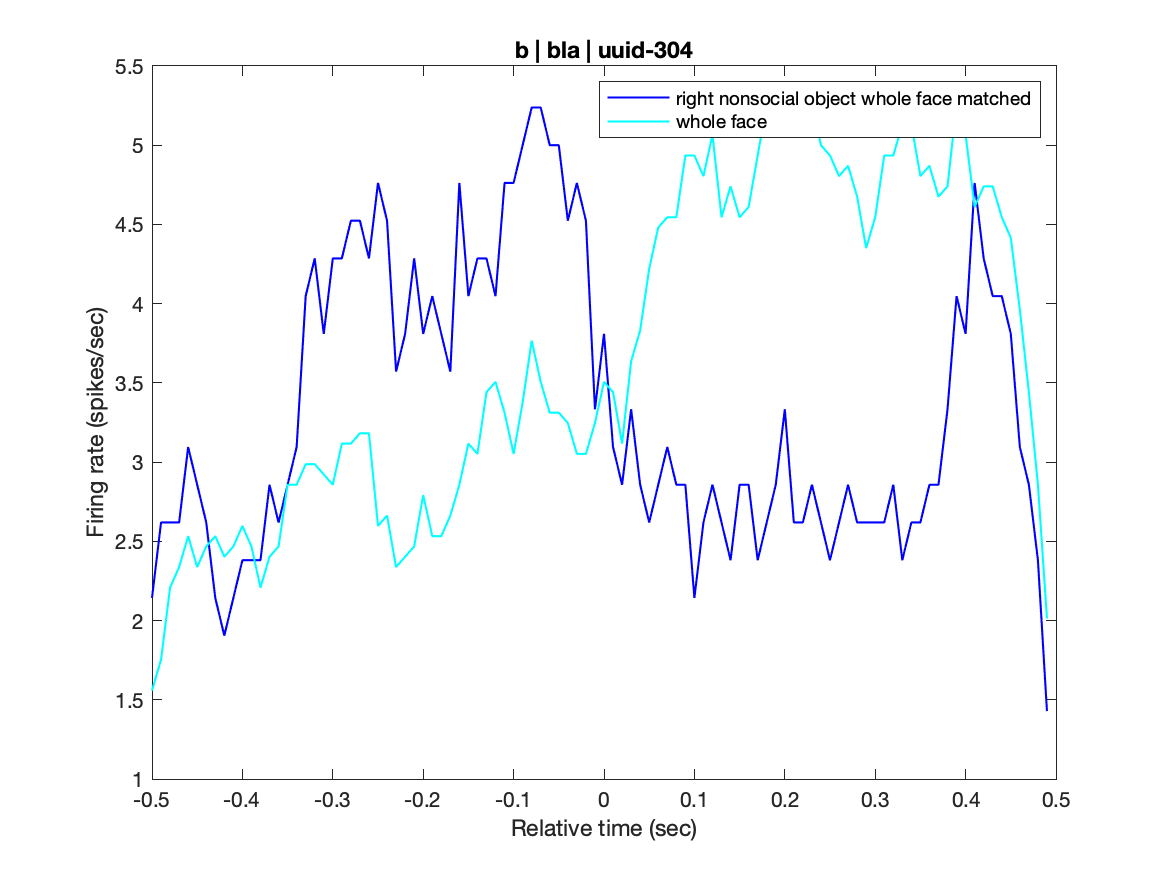 b | bla | uuid-304
5.5
5
4.5
4
3.5
3
2.5
2
1.5
1
Firing rate (spikes/sec)
right nonsocial object whole face matched
whole face
-0.5 -0.4 -0.3 -0.2 -0.1 0 0.1 0.2 0.3 0.4 0.5
Relative time (sec)